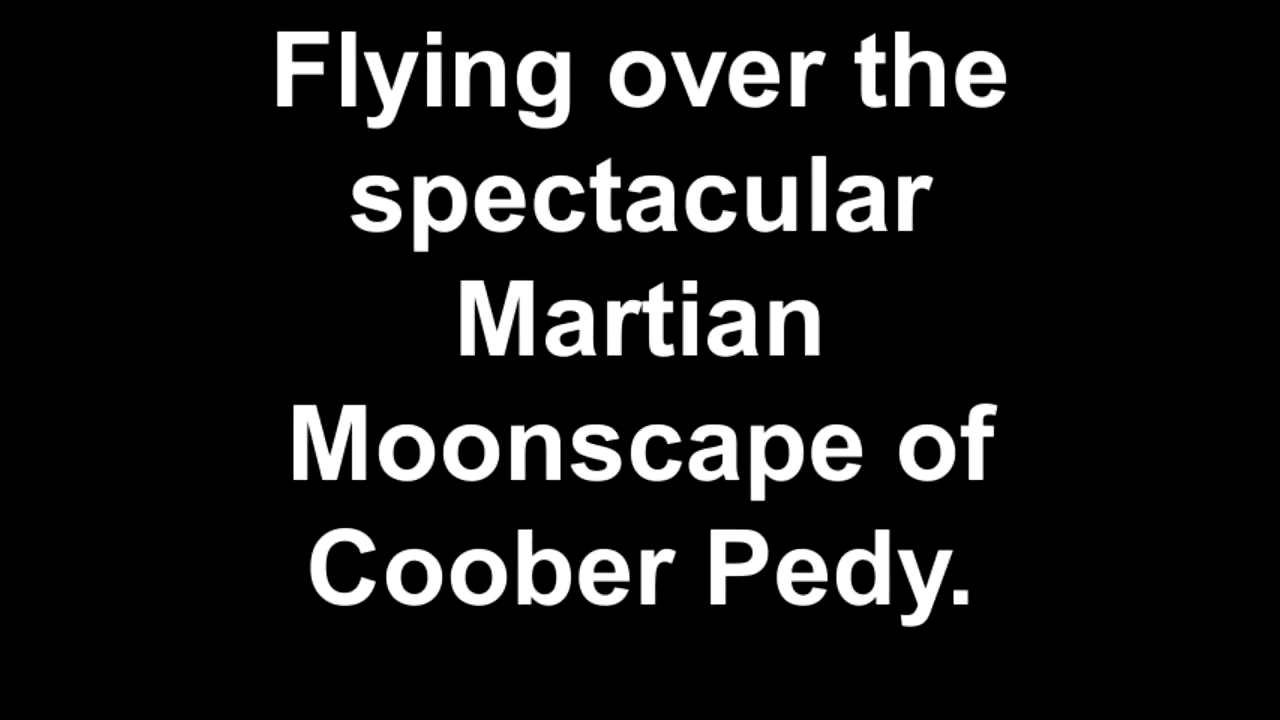 Flying over the
spectacular
Martian
Moonscape of
Coober Pedy.